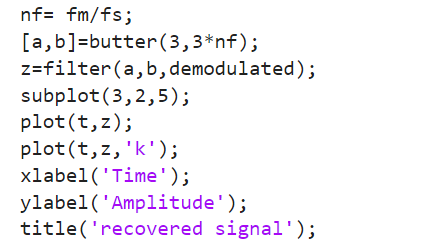 nf= fm/fs;
[a,b]=butter(3,3*nf);
z=filter(a,b,demodulated);
subplot(3,2,5);
plot(t,z);
plot(t,z,'k');
xlabel('Time');
ylabel('Amplitude');
title('recovered signal');